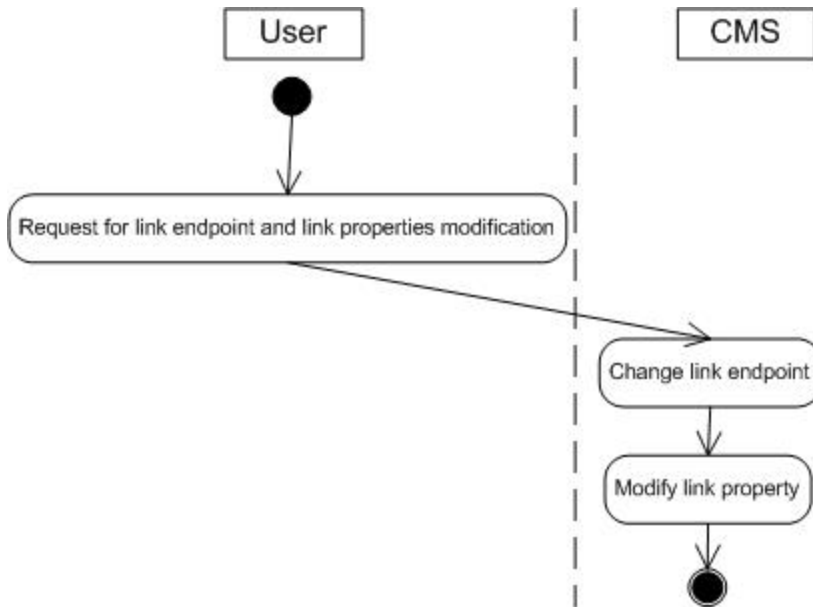 User
CMS
Request for link endpoint and link properties modification
Change link endpoint
Modify link property